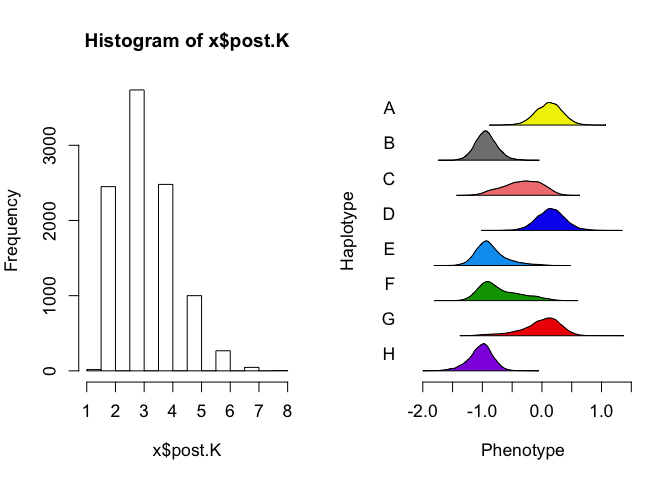 Histogram of x$post.K
Frequency
0
1000
2000
3000
1 2 3 4 5 6 7 8
x$post.K
Haplotype
A
B
C
D
E
F
G
H
-2.0 -1.0 0.0 1.0
Phenotype